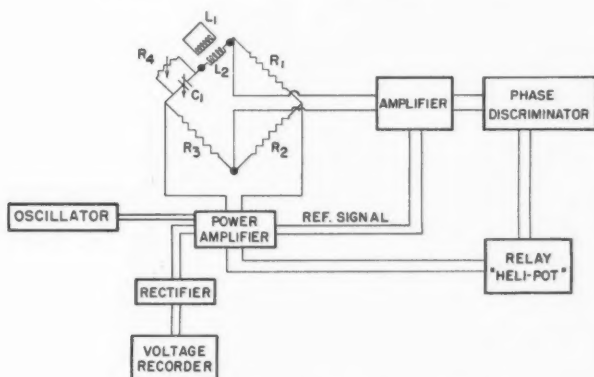 L1
R4
L2
R1
C1
R3
R2
AMPLIFIER
PHASE
DISCRIMINATOR
OSCILLATOR
POWER
AMPLIFIER
REF. SIGNAL
RELAY
"HELI-POT"
RECTIFIER
VOLTAGE
RECORDER